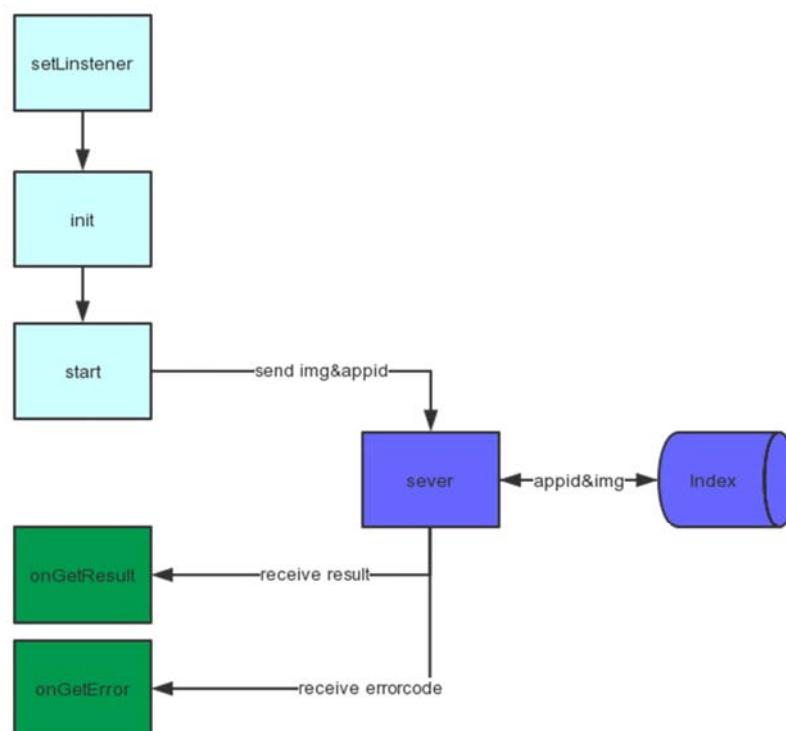 setLinstener
init
start
send img&appid
sever
appid&img
Index
onGetResult
receive result
onGetError
receive errorcode